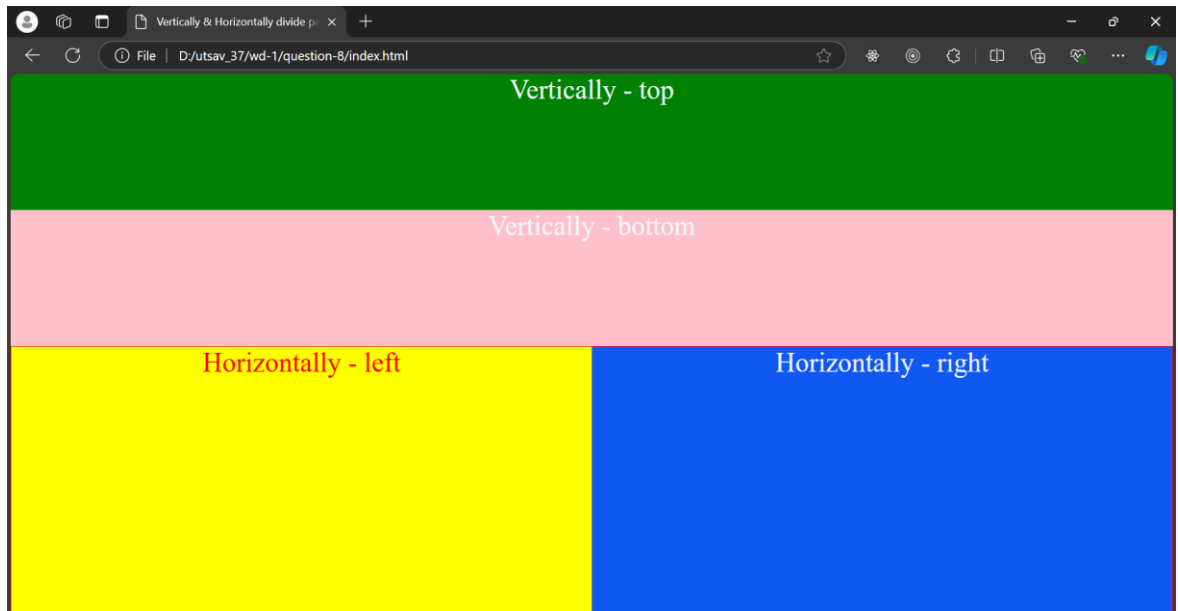 Vertically & Horizontally divide pa
File
D:/utsav_37/wd-1/question-8/index.html
Vertically - top
Vertically - bottom
Horizontally - left
Horizontally - right